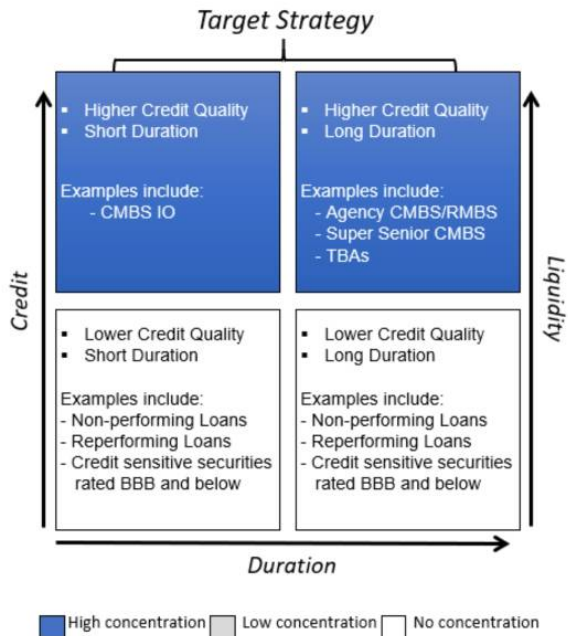 Target Strategy
▪ Higher Credit Quality
▪ Short Duration
Examples include:
- CMBS IO
▪ Higher Credit Quality
▪ Long Duration
Examples include:
- Agency CMBS/RMBS
- Super Senior CMBS
- TBAs
Credit
Liquidity
▪ Lower Credit Quality
▪ Short Duration
Examples include:
- Non-performing Loans
- Reperforming Loans
- Credit sensitive securities
rated BBB and below
▪ Lower Credit Quality
▪ Long Duration
Examples include:
- Non-performing Loans
- Reperforming Loans
- Credit sensitive securities
rated BBB and below
Duration
High concentration
Low concentration
No concentration